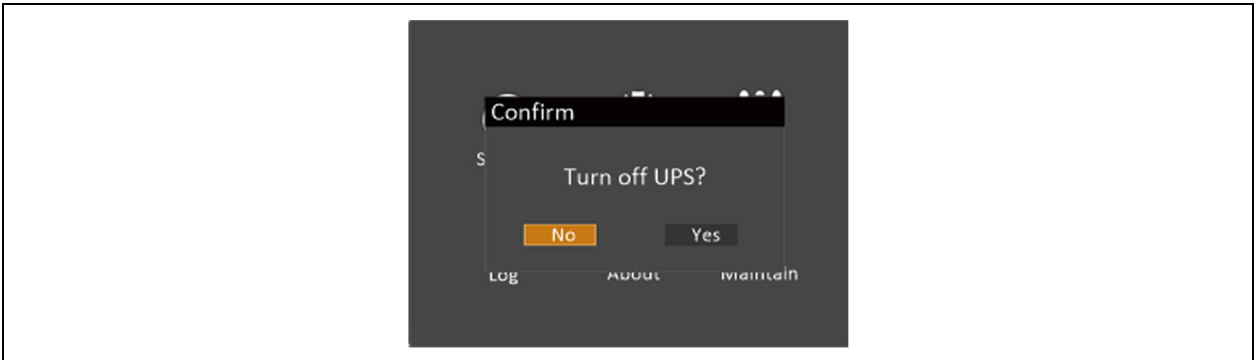 Confirm
S
Turn off UPS?
No Yes
Log About Maintain